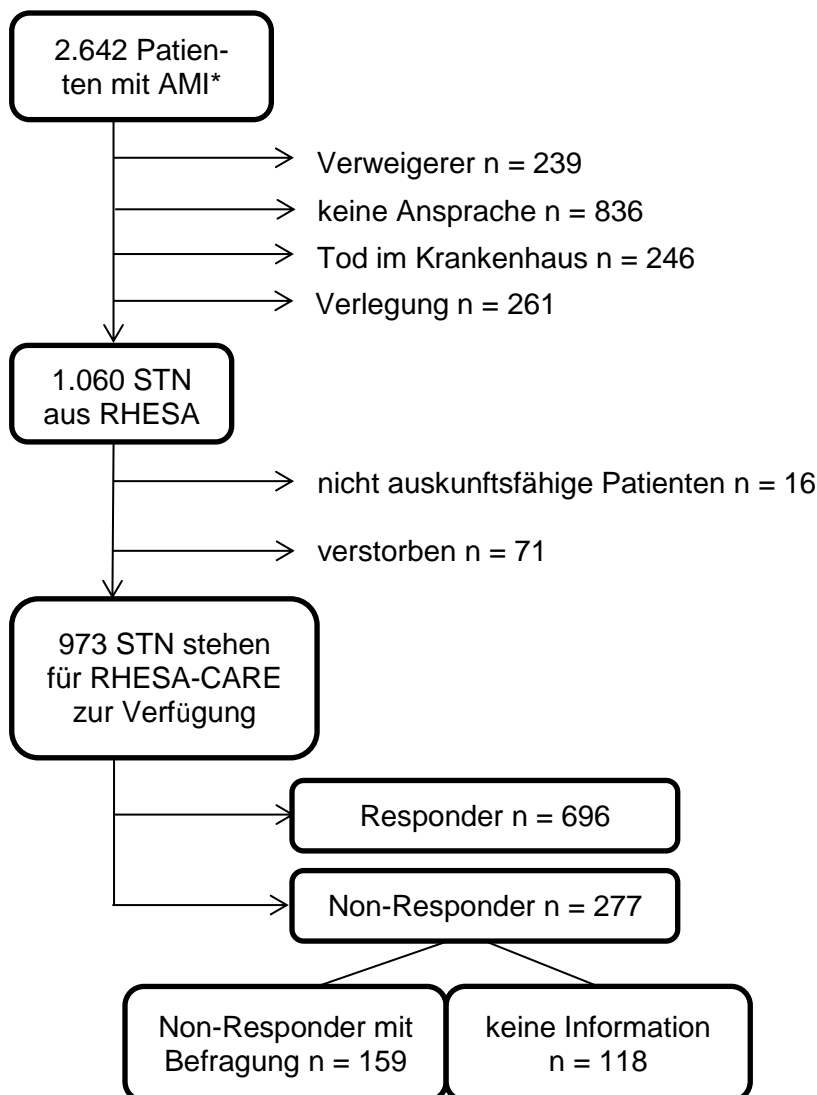 2.642 Patien-
ten mit AMI*
Verweigerer n = 239
keine Ansprache n = 836
Tod im Krankenhaus n = 246
Verlegung n = 261
1.060 STN
aus RHESA
nicht auskunftsfähige Patienten n = 16
verstorben n = 71
973 STN stehen
für RHESA-CARE
zur Verfügung
Responder n = 696
Non-Responder n = 277
Non-Responder mit
Befragung n = 159
keine Information
n = 118